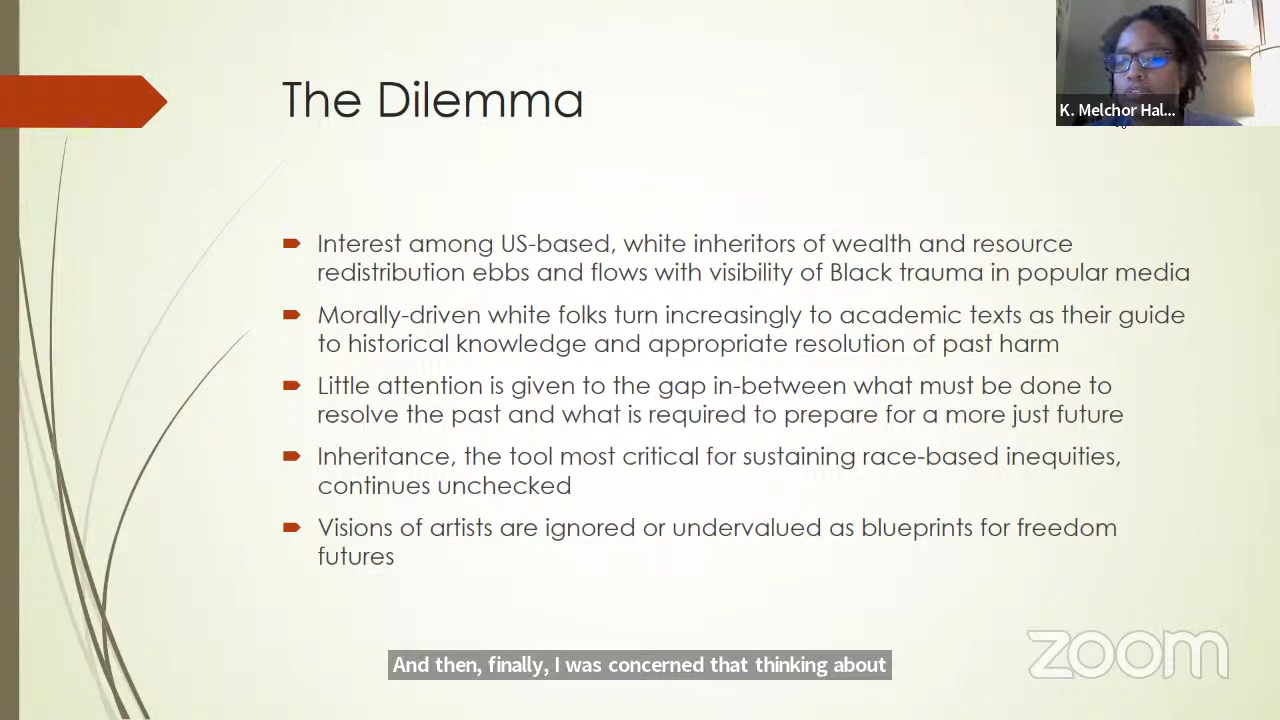 The Dilemma
K. Melchor Hal...
Interest among US-based, white inheritors of wealth and resource
redistribution ebbs and flows with visibility of Black trauma in popular media
Morally-driven white folks turn increasingly to academic texts as their guide
to historical knowledge and appropriate resolution of past harm
Little attention is given to the gap in-between what must be done to
resolve the past and what is required to prepare for a more just future
Inheritance, the tool most critical for sustaining race-based inequities,
continues unchecked
Visions of artists are ignored or undervalued as blueprints for freedom
futures
And then, finally, I was concerned that thinking about
zoom